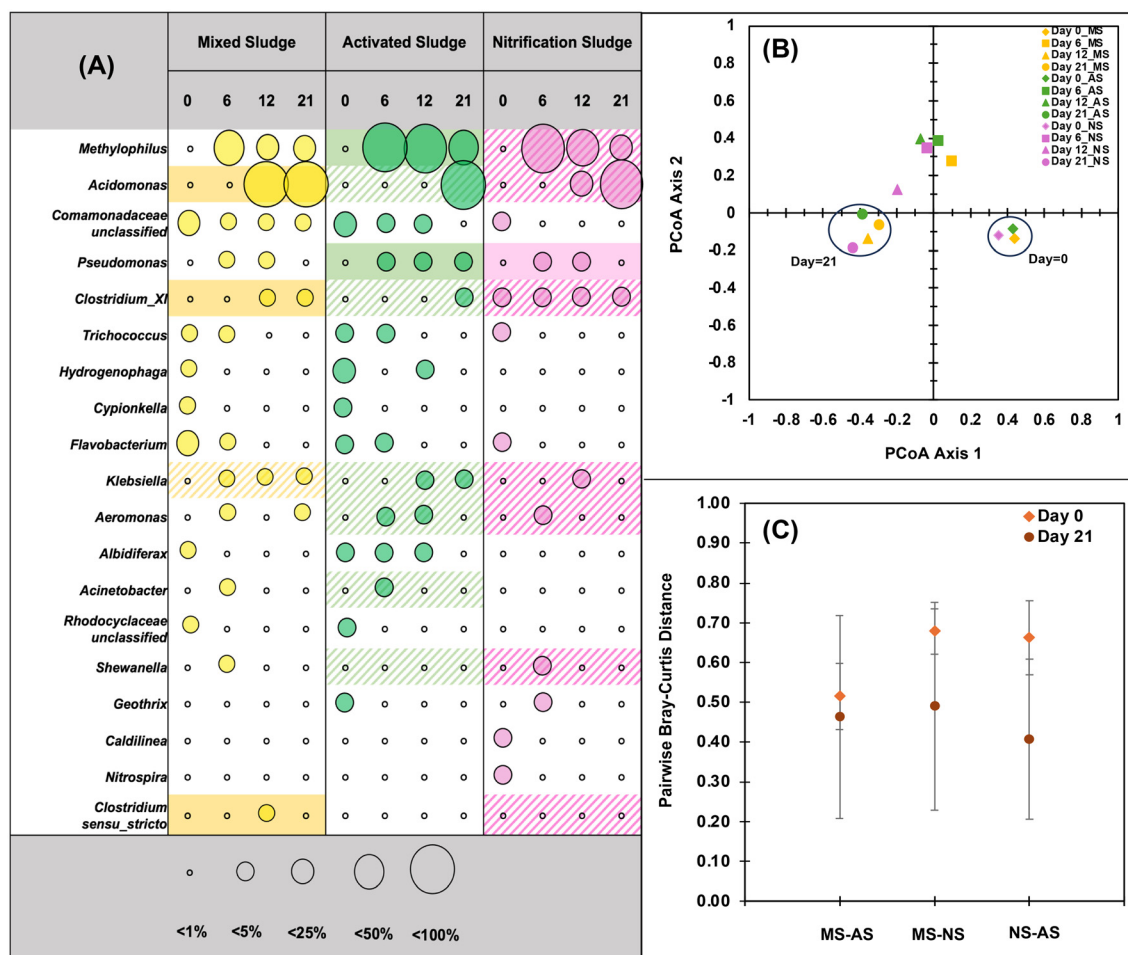 (A)
Mixed Sludge
Activated Sludge
Nitrification Sludge
0 6 12 21 0 6 12 21 0 6 12 21
Methylophilus
Acidomonas
Comamonadaceae
unclassified
Pseudomonas
Clostridium_XI
Trichococcus
Hydrogenophaga
Cypionkella
Flavobacterium
Klebsiella
Aeromonas
Albidiferax
Acinetobacter
Rhodocyclaceae
unclassified
Shewanella
Geothrix
Caldilinea
Nitrospira
Clostridium
sensu_stricto
<1% <5% <25% <50% <100%
(B)
PCoA Axis 2
1
0.8
0.6
0.4
0.2
0
-0.2
-0.4
-0.6
-0.8
-1
-1 -0.8 -0.6 -0.4 -0.2 0 0.2 0.4 0.6 0.8 1
PCoA Axis 1
Day 0_MS
Day 6_MS
Day 12_MS
Day 21_MS
Day 0_AS
Day 6_AS
Day 12_AS
Day 21_AS
Day 0_NS
Day 6_NS
Day 12_NS
Day 21_NS
Day=21
Day=0
(C)
Pairwise Bray-Curtis Distance
1.00
0.90
0.80
0.70
0.60
0.50
0.40
0.30
0.20
0.10
0.00
MS-AS MS-NS NS-AS
Day 0
Day 21